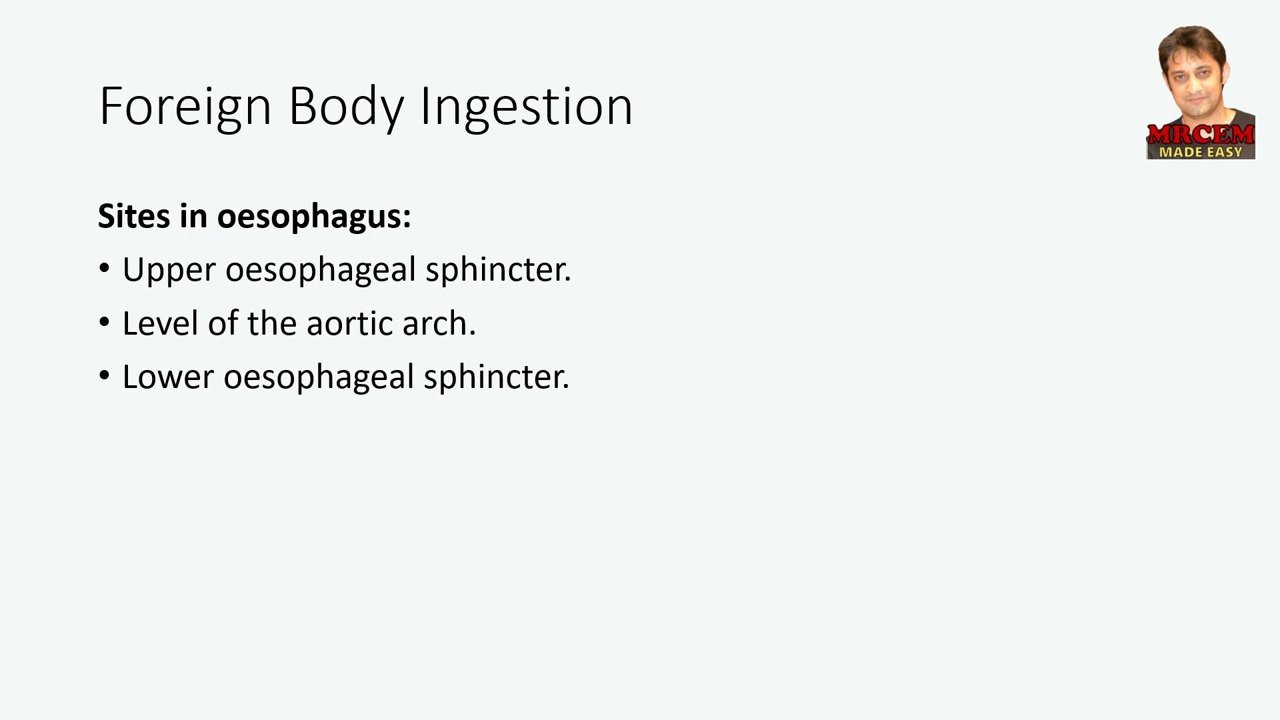 Foreign Body Ingestion
MRCEM
MADE EASY
Sites in oesophagus:
• Upper oesophageal sphincter.
• Level of the aortic arch.
• Lower oesophageal sphincter.